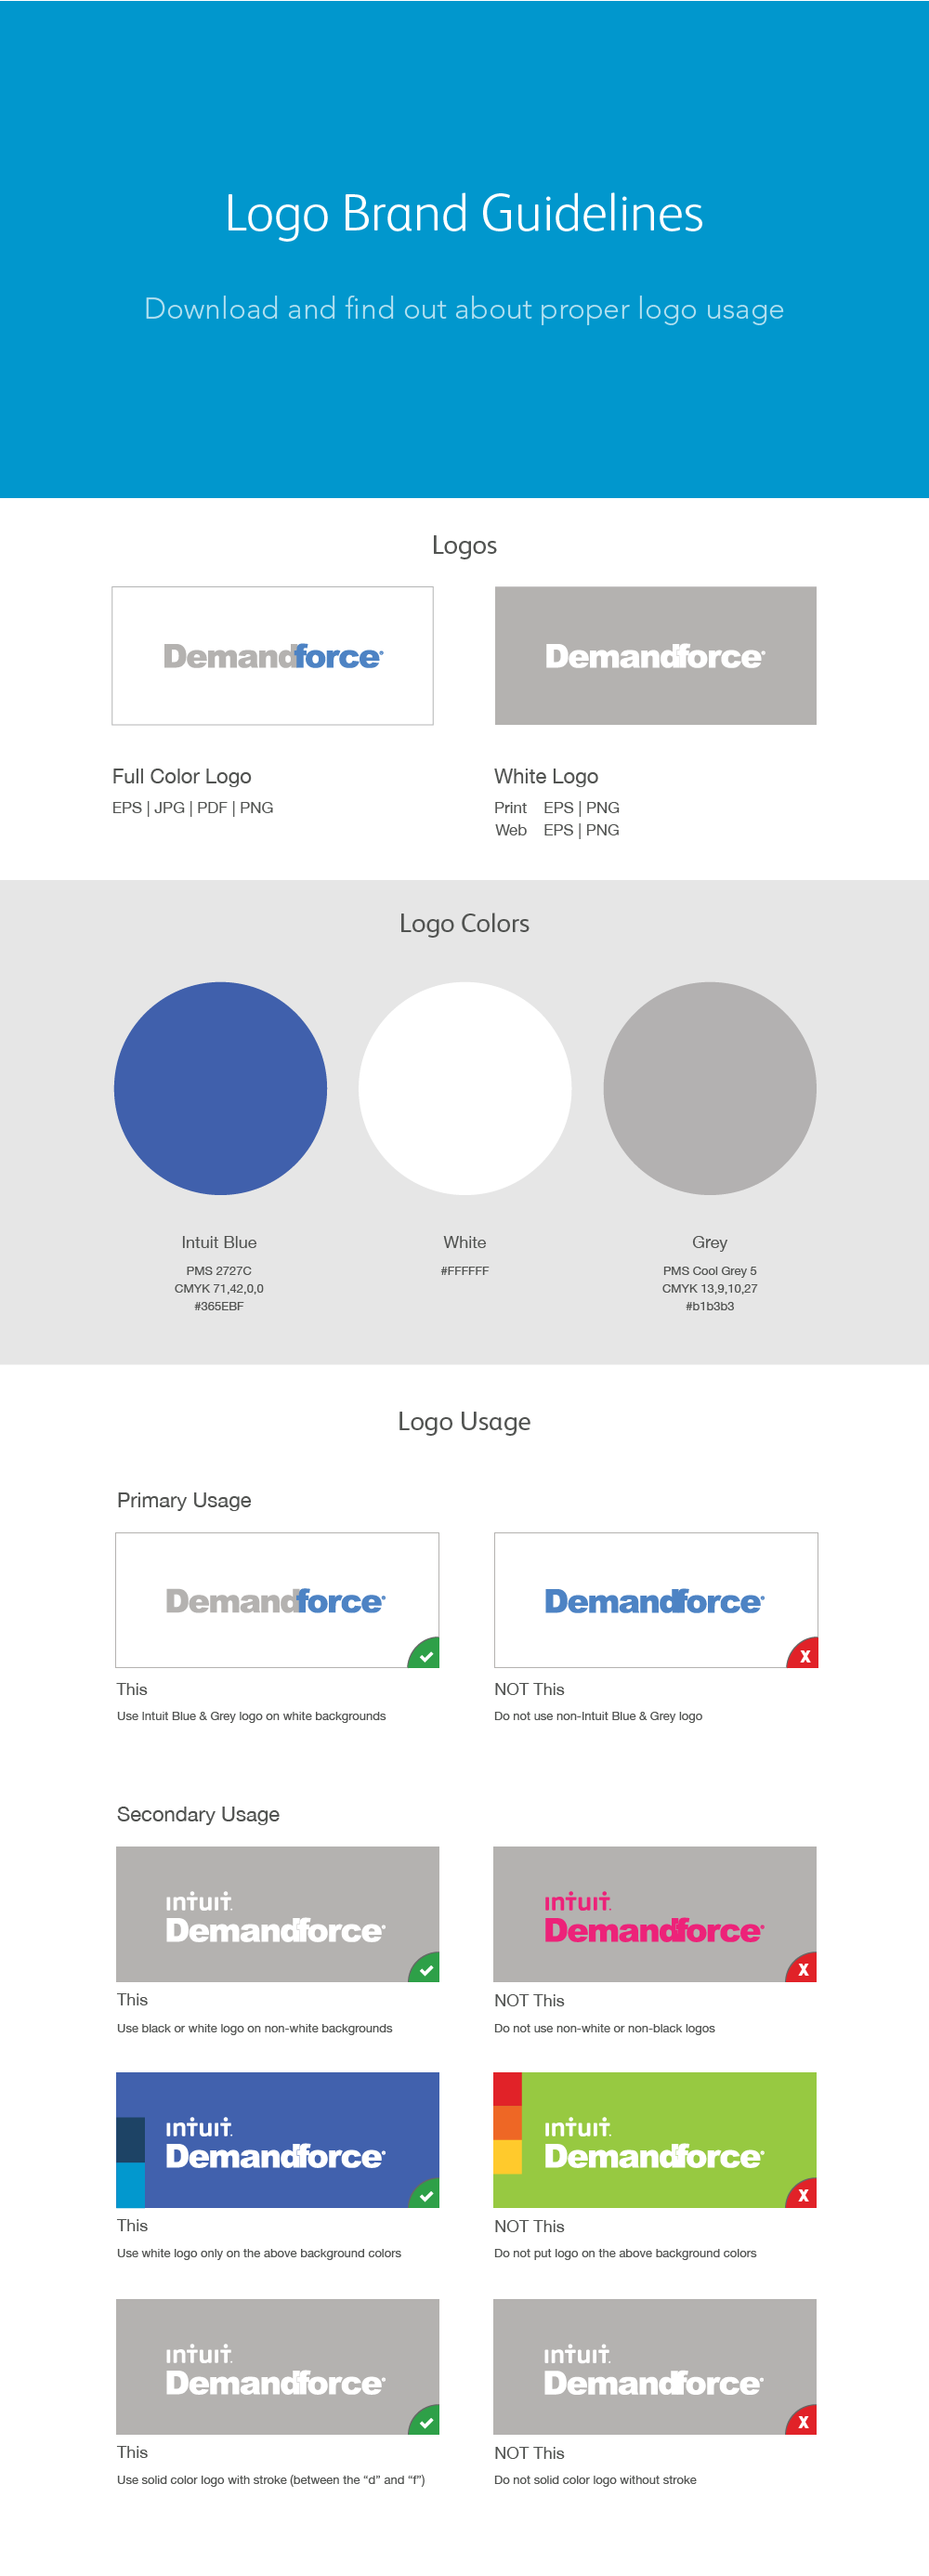 Logo Brand Guidelines
Download and find out about proper logo usage
Logos
Demandforce®
Demandforce®
Full Color Logo
EPS | JPG | PDF | PNG
White Logo
Print EPS | PNG
Web EPS | PNG
Logo Colors
Intuit Blue
PMS 2727C
CMYK 71,42,0,0
#365EBF
White
#FFFFFF
Grey
PMS Cool Grey 5
CMYK 13,9,10,27
#b1b3b3
Logo Usage
Primary Usage
Demandforce®
This
Use Intuit Blue & Grey logo on white backgrounds
Demandforce®
X
NOT This
Do not use non-Intuit Blue & Grey logo
Secondary Usage
intuit.
Demandforce®
This
Use black or white logo on non-white backgrounds
intuit.
Demandforce®
X
NOT This
Do not use non-white or non-black logos
intuit.
Demandforce®
This
Use white logo only on the above background colors
intuit.
Demandforce®
X
NOT This
Do not put logo on the above background colors
intuit.
Demandforce®
This
Use solid color logo with stroke (between the “d” and “f”)
intuit.
Demandforce®
X
NOT This
Do not solid color logo without stroke